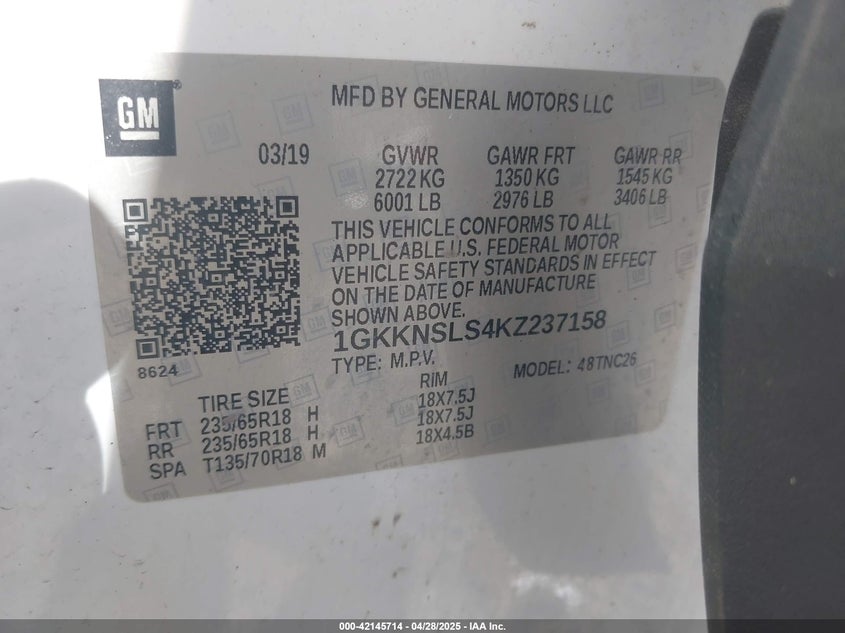 GM
MFD BY GENERAL MOTORS LLC
03/19 GVWR GAWR FRT GAWR RR
2722 KG 1350 KG 1545 KG
6001 LB 2976 LB 3406 LB
THIS VEHICLE CONFORMS TO ALL
APPLICABLE U.S. FEDERAL MOTOR
VEHICLE SAFETY STANDARDS IN EFFECT
ON THE DATE OF MANUFACTURE
SHOWN ABOVE.
1GKKNSLS4KZ237158
8624
TYPE: M.P.V. MODEL: 48TNC26
TIRE SIZE RIM
FRT 235/65R18 H 18X7.5J
RR 235/65R18 H 18X7.5J
SPA T135/70R18 M 18X4.5B
000-42145714 - 04/28/2025 - IAA Inc.